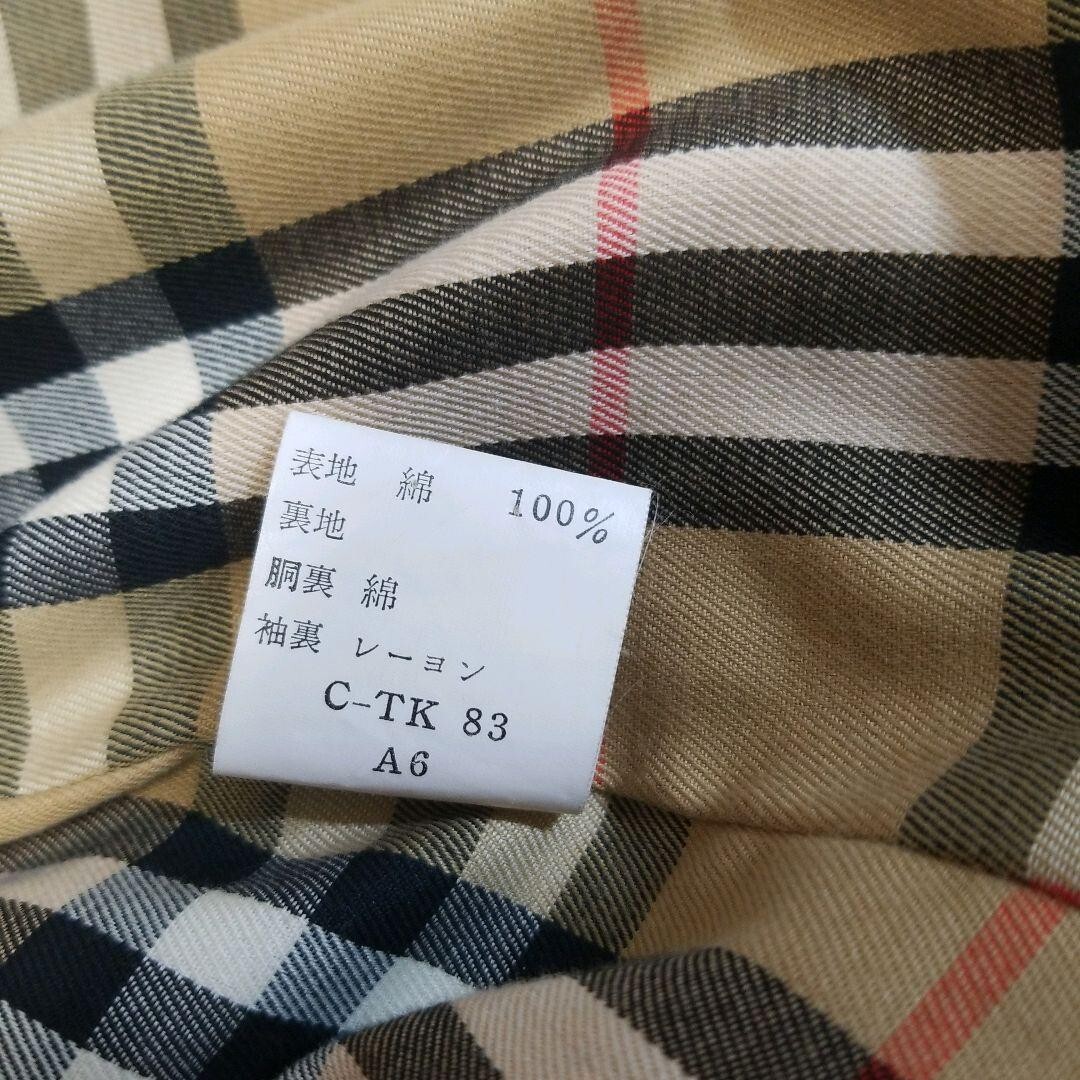 表地 綿 100%
裏地
胴裏 綿
袖裏 レーヨン
C-TK 83
A6